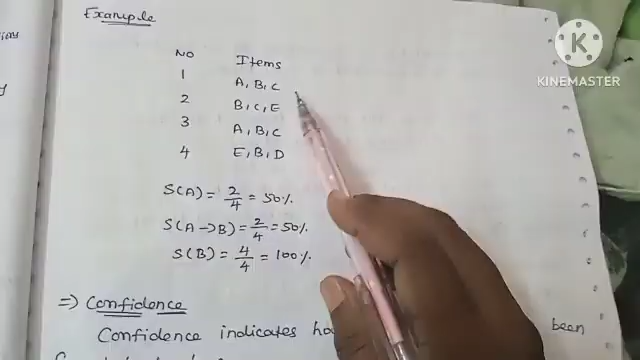 Example
NO Items
1 A, B, C
2 B, C, E
3 A, B, C
4 E, B, D
S(A) = 2/4 = 50%
S(A→B) = 2/4 = 50%
S(B) = 4/4 = 100%
=> Confidence
Confidence indicates been
KINEMASTER